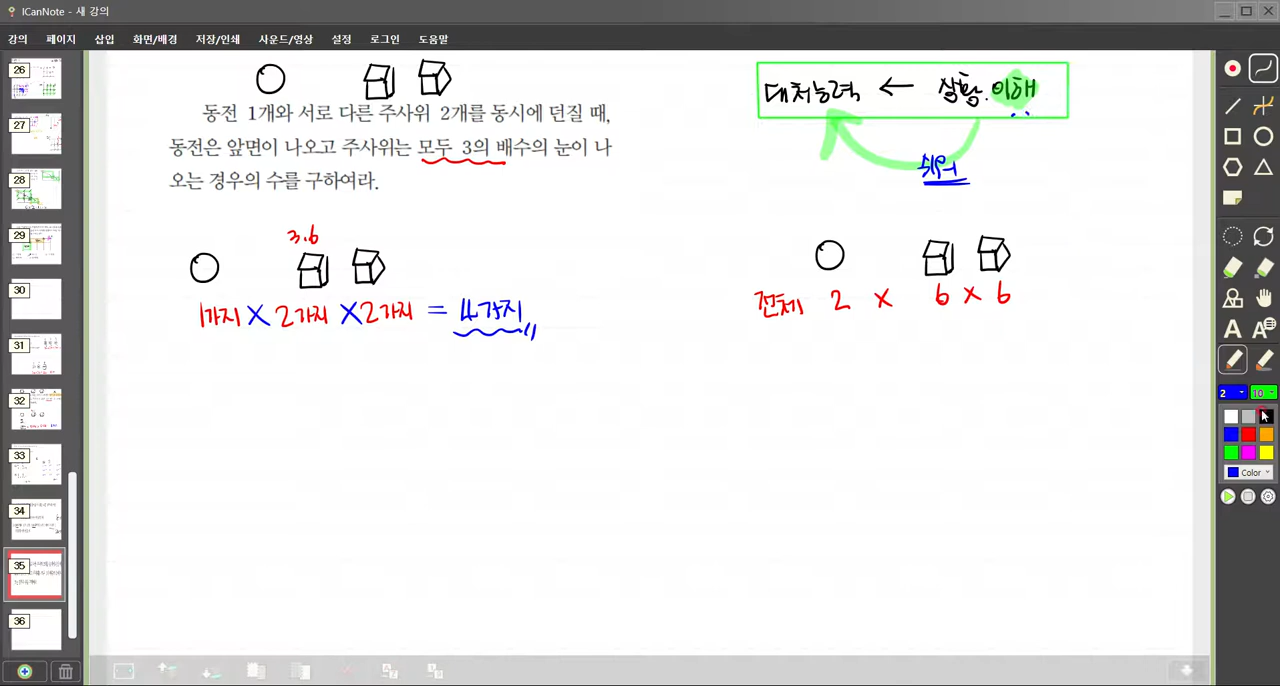 ICanNote - 새 강의
강의 페이지 삽입 화면/배경 저장/인쇄 사운드/영상 설정 로그인 도움말
동전 1개와 서로 다른 주사위 2개를 동시에 던질 때,
동전은 앞면이 나오고 주사위는 모두 3의 배수의 눈이 나
오는 경우의 수를 구하여라.
대처능력 ← 상황.이해
3.6
1가지 × 2가지 × 2가지 = 4가지
전체 2 × 6 × 6
26
27
28
29
30
31
32
33
34
35
36
A A
2 10
Color